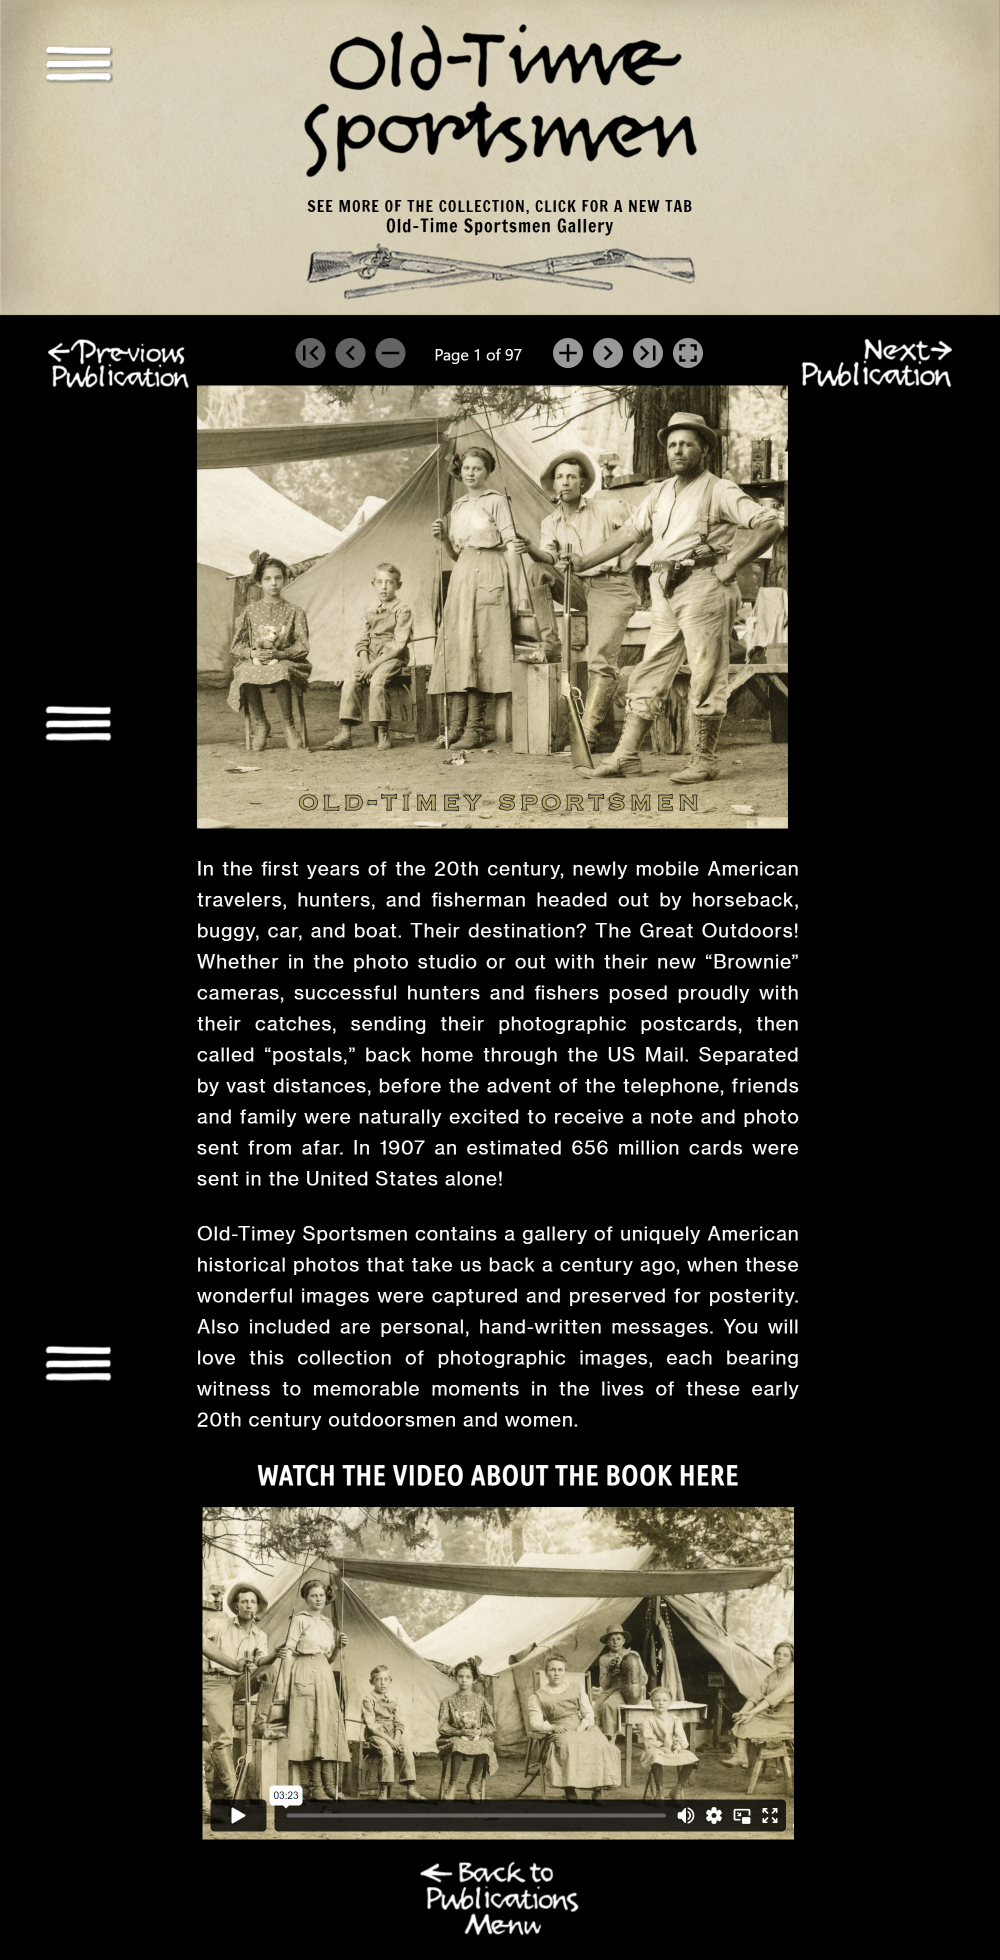 Old-Time
Sportsmen
SEE MORE OF THE COLLECTION, CLICK FOR A NEW TAB
Old-Time Sportsmen Gallery
←Previous
Publication
Page 1 of 97
Next→
Publication
OLD-TIMEY SPORTSMEN
In the first years of the 20th century, newly mobile American
travelers, hunters, and fisherman headed out by horseback,
buggy, car, and boat. Their destination? The Great Outdoors!
Whether in the photo studio or out with their new “Brownie”
cameras, successful hunters and fishers posed proudly with
their catches, sending their photographic postcards, then
called “postals,” back home through the US Mail. Separated
by vast distances, before the advent of the telephone, friends
and family were naturally excited to receive a note and photo
sent from afar. In 1907 an estimated 656 million cards were
sent in the United States alone!
Old-Timey Sportsmen contains a gallery of uniquely American
historical photos that take us back a century ago, when these
wonderful images were captured and preserved for posterity.
Also included are personal, hand-written messages. You will
love this collection of photographic images, each bearing
witness to memorable moments in the lives of these early
20th century outdoorsmen and women.
WATCH THE VIDEO ABOUT THE BOOK HERE
03:23
←Back to
Publications
Menu